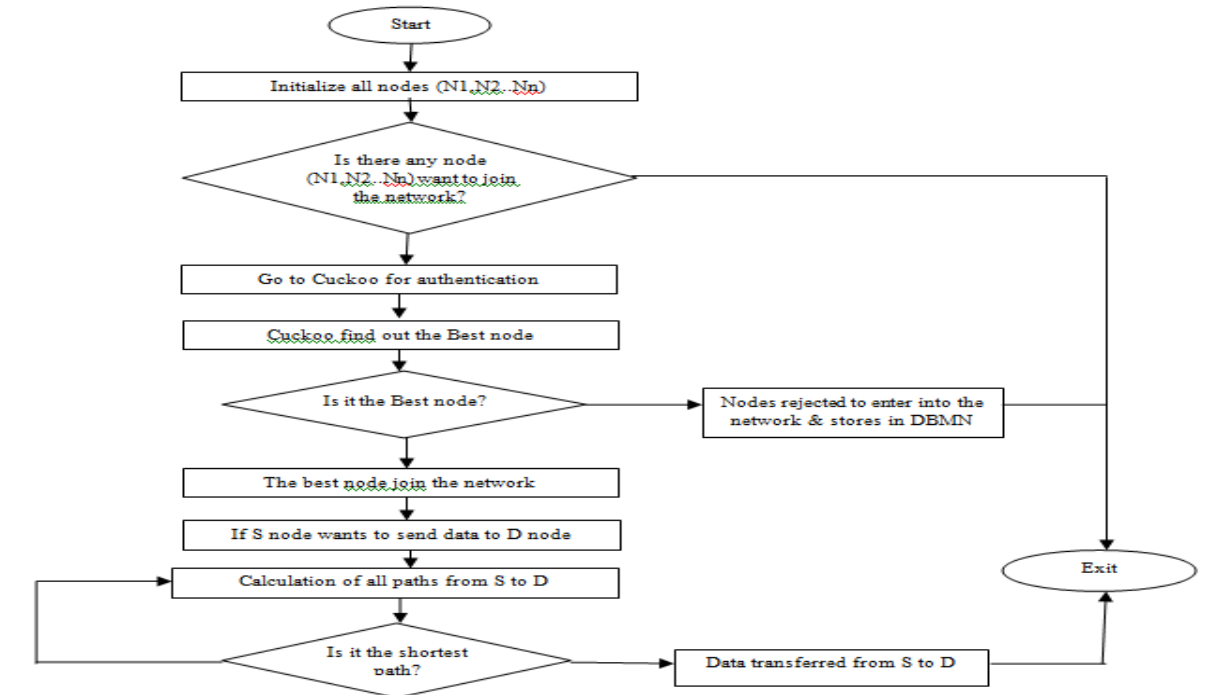 Start
Initialize all nodes (N1,N2..Nn)
Is there any node
(N1,N2..Nn) want to join
the network?
Go to Cuckoo for authentication
Cuckoo find out the Best node
Is it the Best node?
Nodes rejected to enter into the
network & stores in DBMN
The best node join the network
If S node wants to send data to D node
Calculation of all paths from S to D
Exit
Is it the shortest
path?
Data transferred from S to D